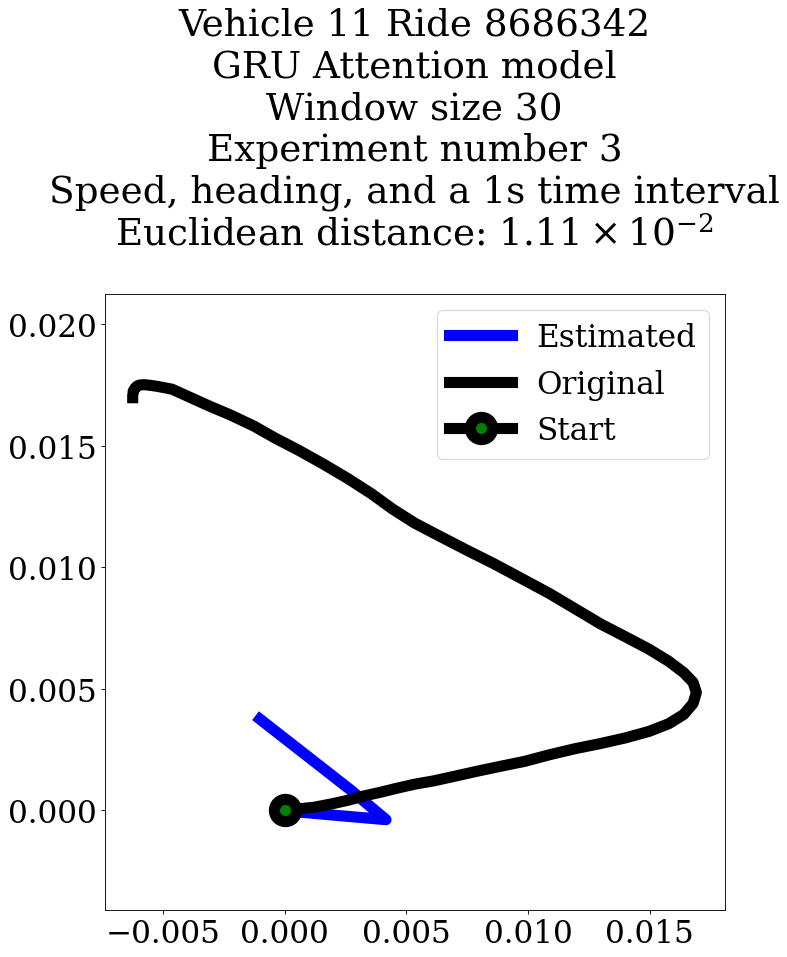 Vehicle 11 Ride 8686342
GRU Attention model
Window size 30
Experiment number 3
Speed, heading, and a 1s time interval
Euclidean distance: 1.11 × 10⁻²
Estimated
Original
Start
0.020
0.015
0.010
0.005
0.000
−0.005 0.000 0.005 0.010 0.015